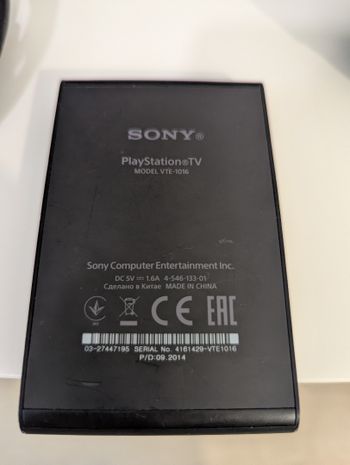 SONY®
PlayStation®TV
MODEL VTE-1016
Sony Computer Entertainment Inc.
DC 5V ⎓ 1.6A 4-546-133-01
Сделано в Китае MADE IN CHINA
CE EAC
03-27447195 SERIAL No. 4161429-VTE1016
P/D:09.2014